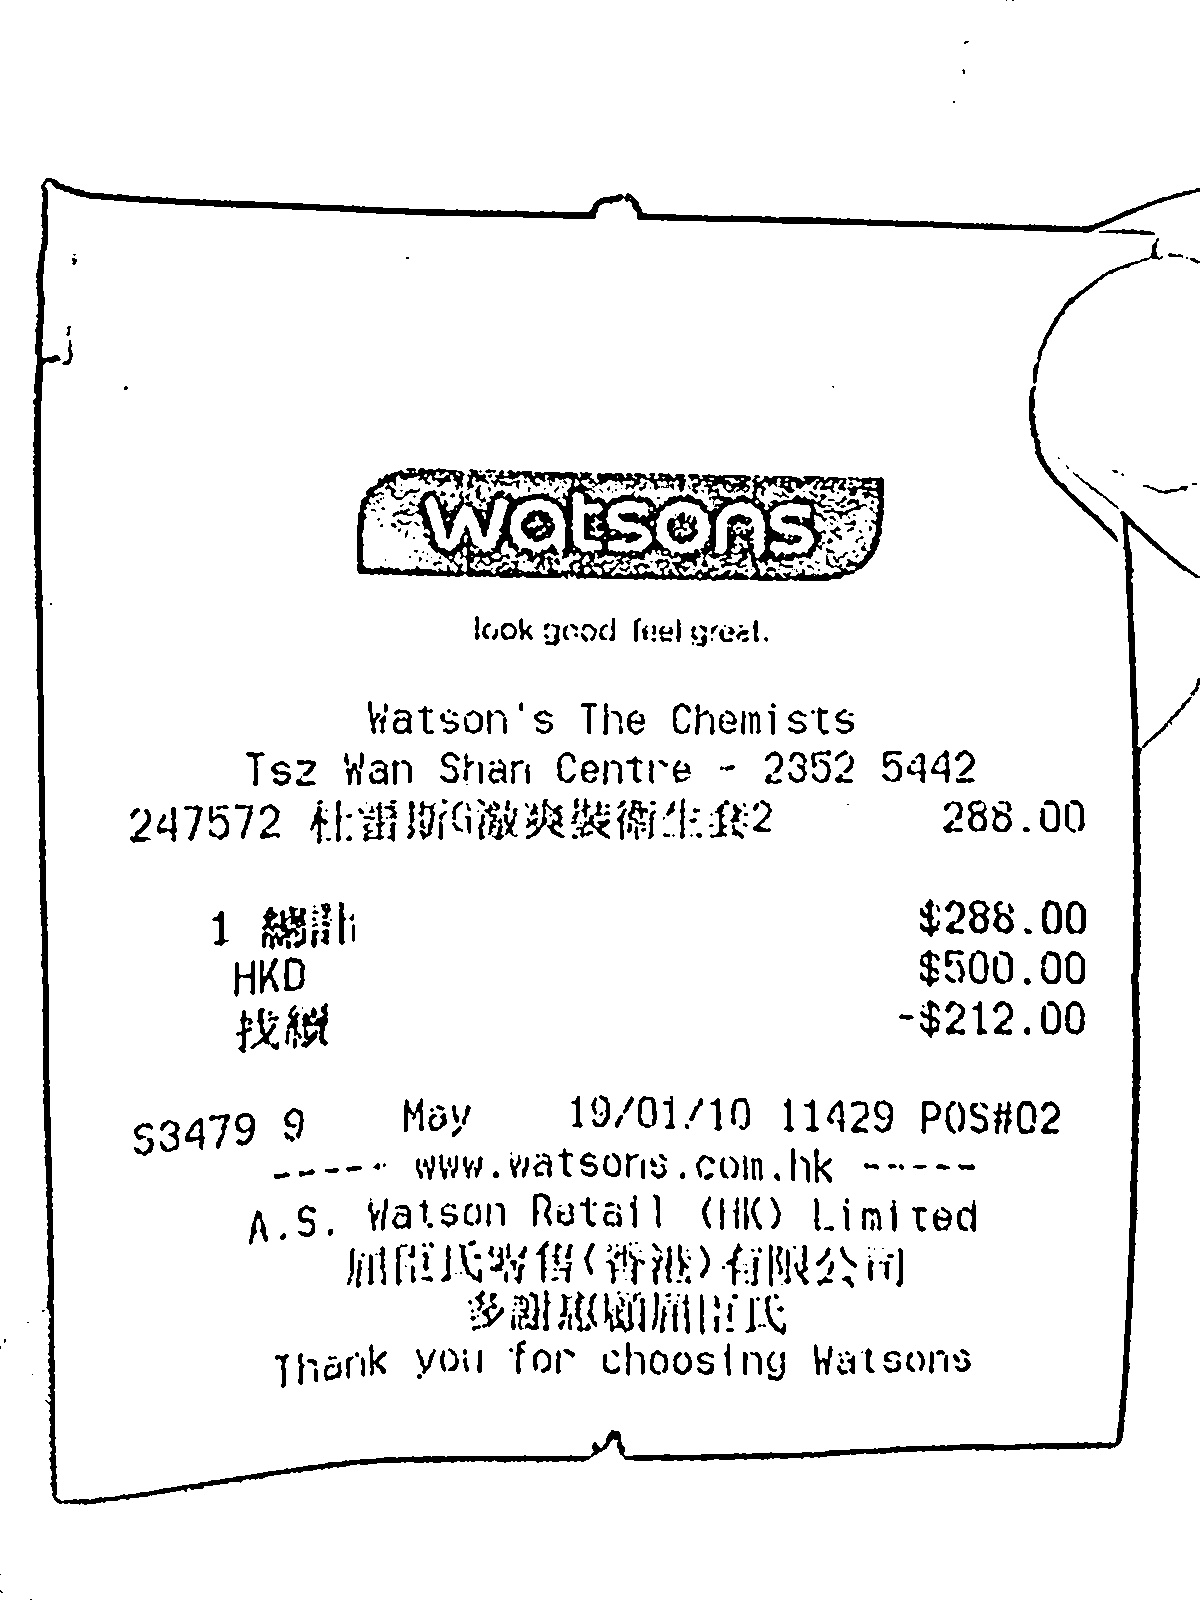 watsons
look good feel great.
Watson's The Chemists
Tsz Wan Shan Centre - 2352 5442
247572 杜蕾斯G激爽裝衛生套2 288.00
1 總計 $288.00
HKD $500.00
找續 -$212.00
S3479 9 May 19/01/10 11429 POS#02
----- www.watsons.com.hk -----
A.S. Watson Retail (HK) Limited
屈臣氏零售(香港)有限公司
多謝惠顧屈臣氏
Thank you for choosing Watsons